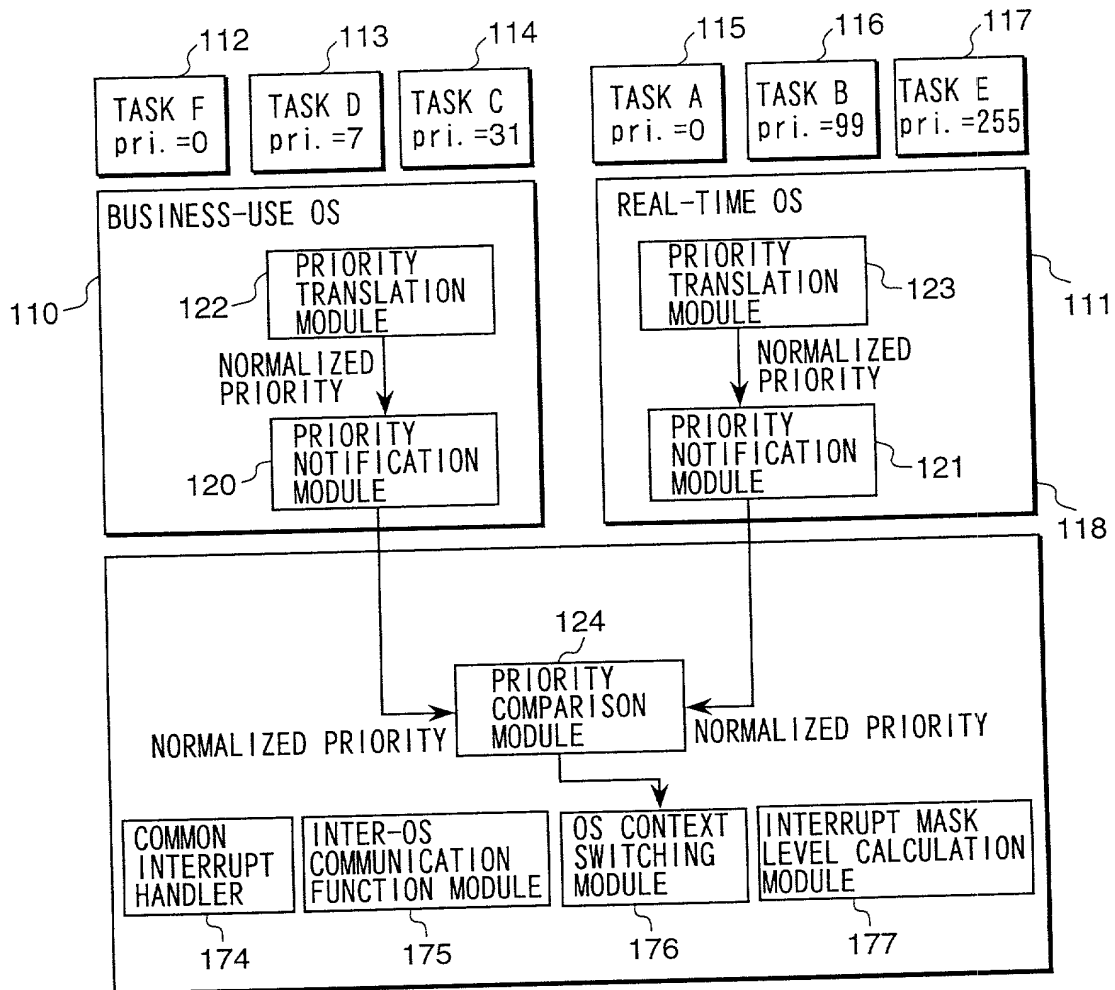 112
113
114
115
116
117
TASK F
pri.=0
TASK D
pri.=7
TASK C
pri.=31
TASK A
pri.=0
TASK B
pri.=99
TASK E
pri.=255
BUSINESS-USE OS
REAL-TIME OS
110
122
PRIORITY
TRANSLATION
MODULE
PRIORITY
TRANSLATION
MODULE
123
111
NORMALIZED
PRIORITY
NORMALIZED
PRIORITY
120
PRIORITY
NOTIFICATION
MODULE
PRIORITY
NOTIFICATION
MODULE
121
118
124
PRIORITY
COMPARISON
MODULE
NORMALIZED PRIORITY
NORMALIZED PRIORITY
COMMON
INTERRUPT
HANDLER
INTER-OS
COMMUNICATION
FUNCTION MODULE
OS CONTEXT
SWITCHING
MODULE
INTERRUPT MASK
LEVEL CALCULATION
MODULE
174
175
176
177